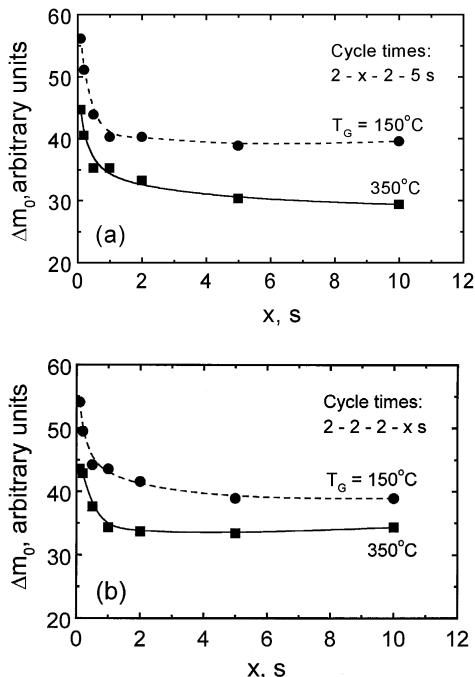 60
50
40
30
20
Δm₀, arbitrary units
Cycle times:
2 - x - 2 - 5 s
T_G = 150°C
350°C
(a)
0 2 4 6 8 10 12
x, s
60
50
40
30
20
Δm₀, arbitrary units
Cycle times:
2 - 2 - 2 - x s
T_G = 150°C
350°C
(b)
0 2 4 6 8 10 12
x, s